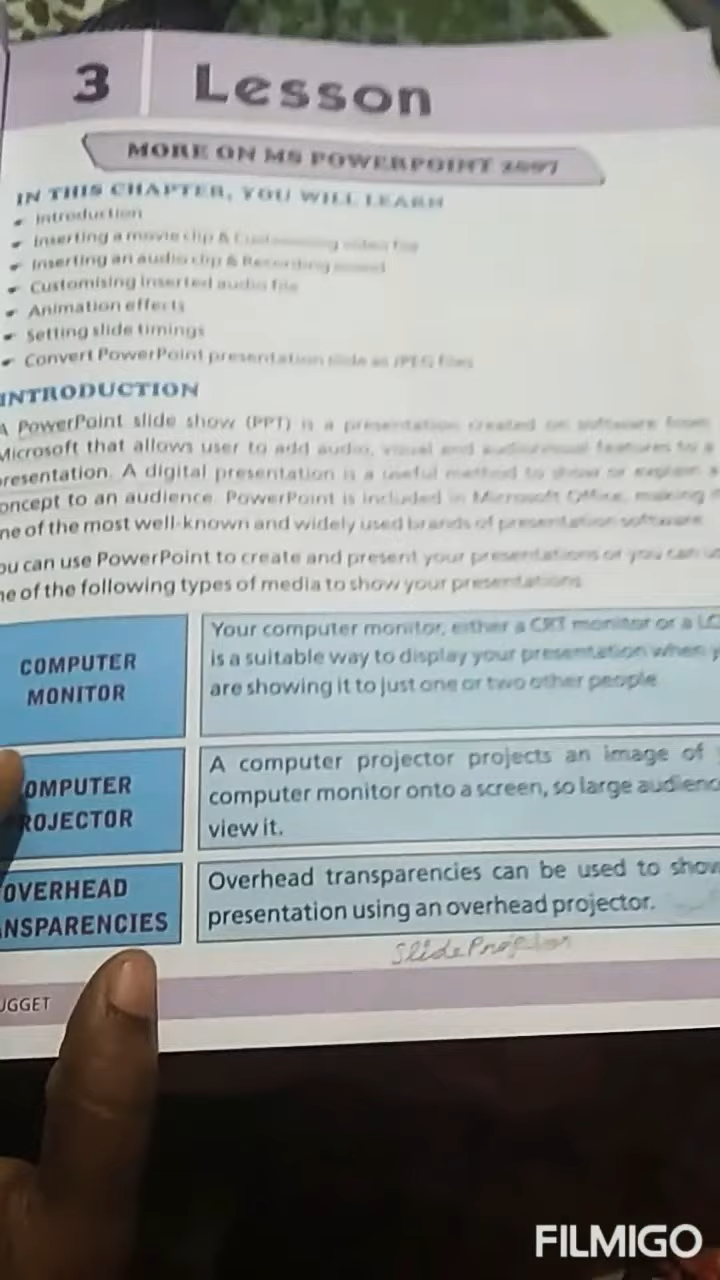 3 Lesson
MORE ON MS POWERPOINT 2007
IN THIS CHAPTER, YOU WILL LEARN
Introduction
Inserting a movie clip & Customising video file
Inserting an audio clip & Recording sound
Customising inserted audio file
Animation effects
Setting slide timings
Convert PowerPoint presentation slide as JPEG files
INTRODUCTION
A PowerPoint slide show (PPT) is a presentation created on software from
Microsoft that allows user to add audio, visual and audiovisual features to a
presentation. A digital presentation is a useful method to show or explain a
oncept to an audience. PowerPoint is included in Microsoft Office, making
ne of the most well-known and widely used brands of presentation software
ou can use PowerPoint to create and present your presentations or you can
ne of the following types of media to show your presentations
COMPUTER
MONITOR
Your computer monitor, either a CRT monitor or a LC
is a suitable way to display your presentation when y
are showing it to just one or two other people
OMPUTER
ROJECTOR
A computer projector projects an image of
computer monitor onto a screen, so large audienc
view it.
OVERHEAD
NSPARENCIES
Overhead transparencies can be used to show
presentation using an overhead projector.
Slide Projector
UGGET
FILMIGO